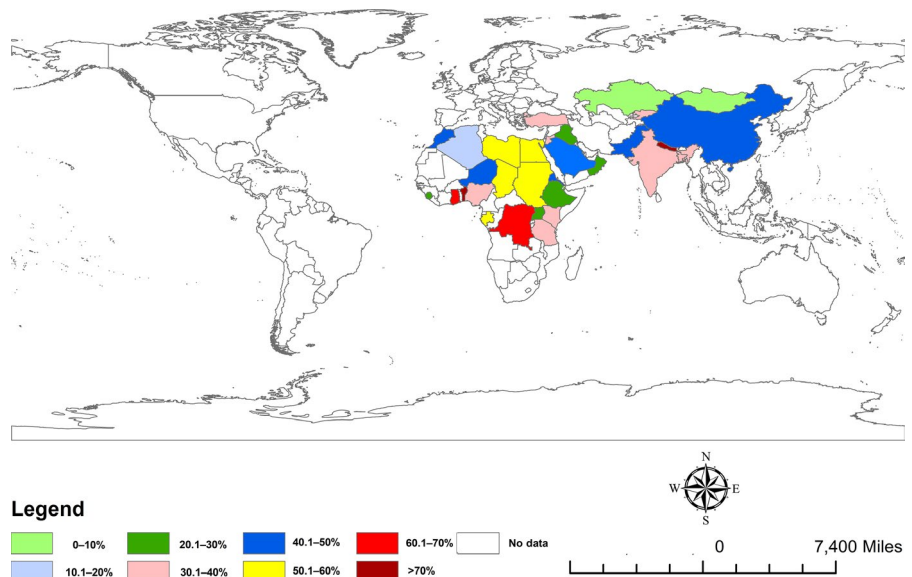 N
W E
S
Legend
0–10% 20.1–30% 40.1–50% 60.1–70% No data
10.1–20% 30.1–40% 50.1–60% >70%
0 7,400 Miles